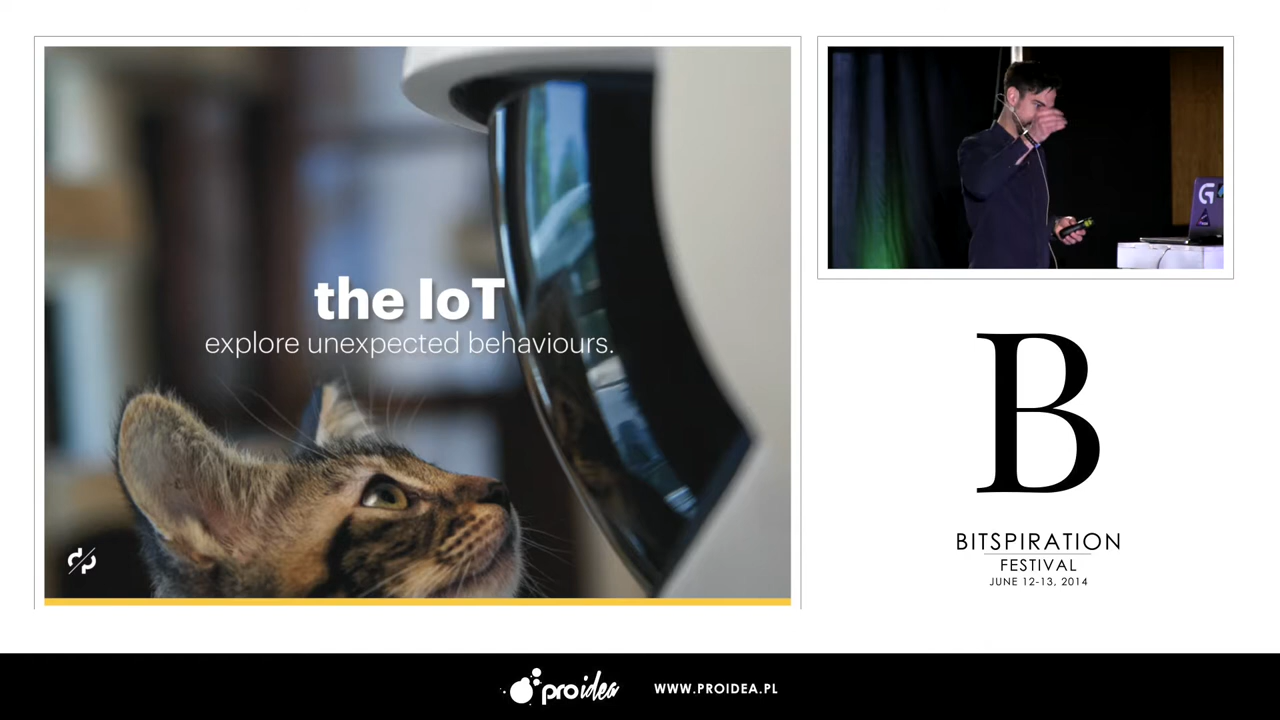 the IoT
explore unexpected behaviours.
d/p
G
B
BITSPIRATION
FESTIVAL
JUNE 12-13, 2014
proidea
WWW.PROIDEA.PL